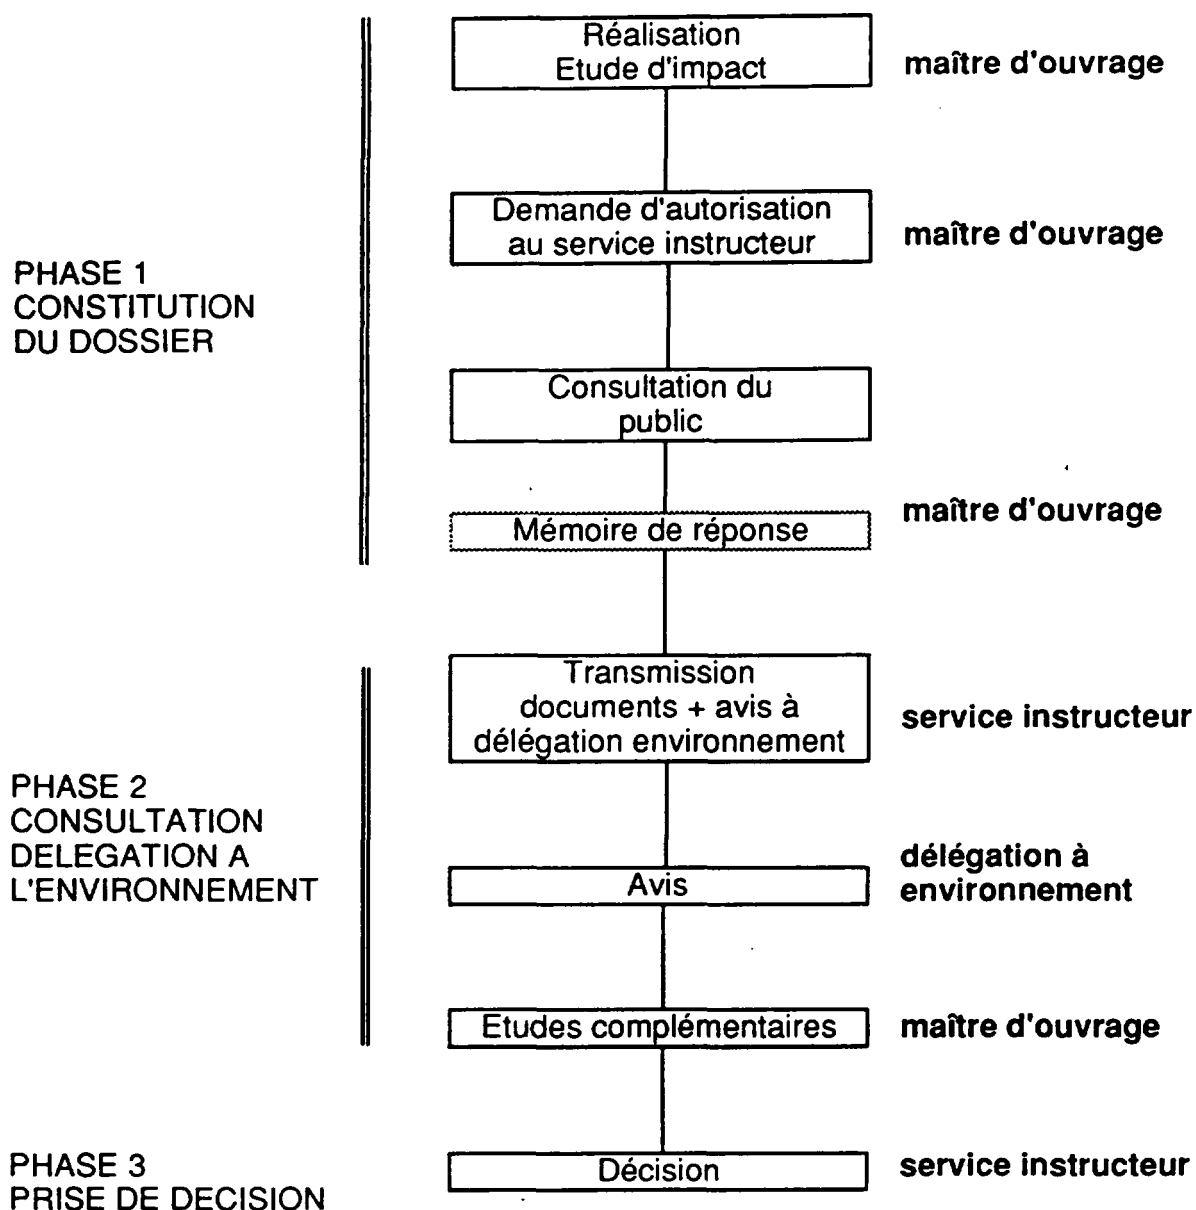 Réalisation
Etude d'impact
maître d'ouvrage
Demande d'autorisation
au service instructeur
maître d'ouvrage
PHASE 1
CONSTITUTION
DU DOSSIER
Consultation du
public
Mémoire de réponse
maître d'ouvrage
Transmission
documents + avis à
délégation environnement
service instructeur
PHASE 2
CONSULTATION
DELEGATION A
L'ENVIRONNEMENT
Avis
délégation à
environnement
Etudes complémentaires
maître d'ouvrage
PHASE 3
PRISE DE DECISION
Décision
service instructeur